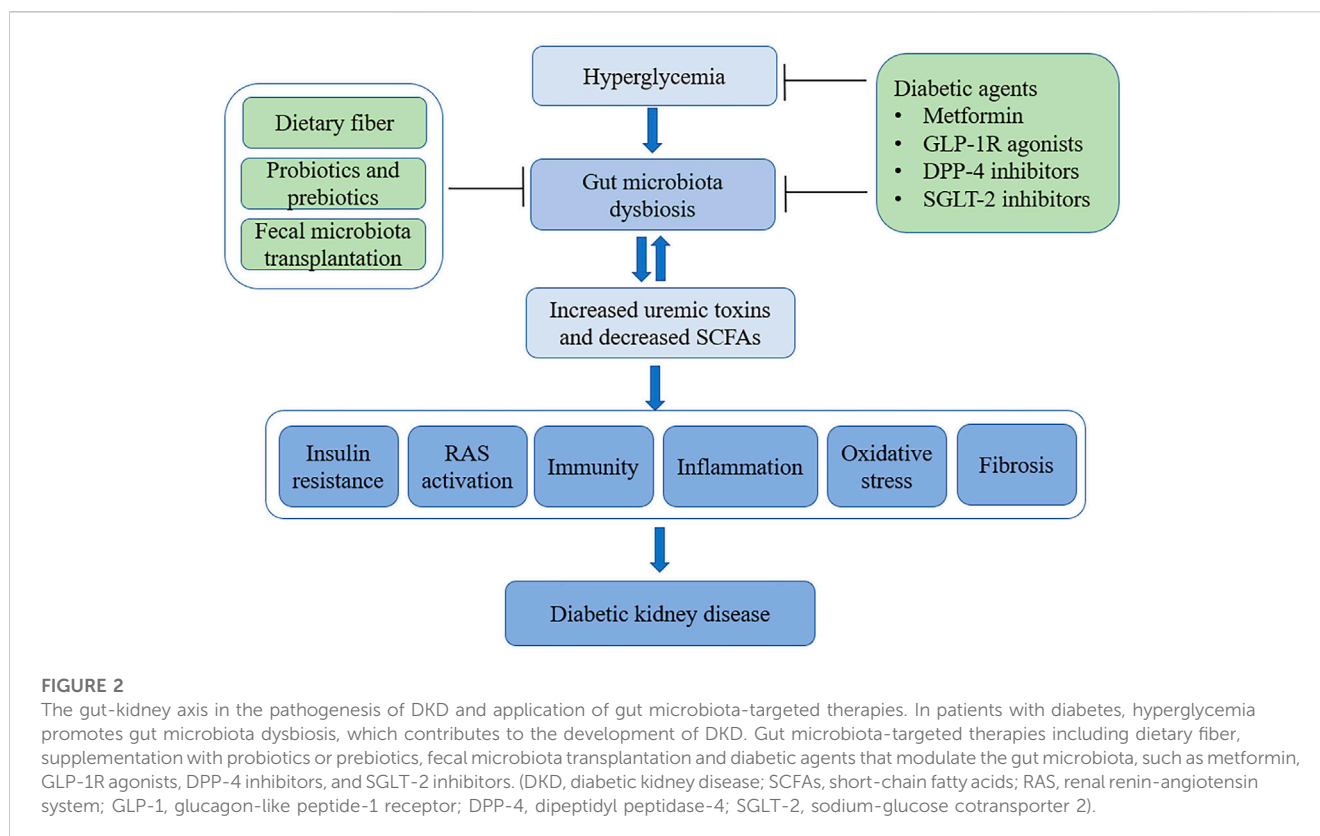 Hyperglycemia
Diabetic agents
• Metformin
• GLP-1R agonists
• DPP-4 inhibitors
• SGLT-2 inhibitors
Dietary fiber
Probiotics and
prebiotics
Fecal microbiota
transplantation
Gut microbiota
dysbiosis
Increased uremic toxins
and decreased SCFAs
Insulin
resistance
RAS
activation
Immunity
Inflammation
Oxidative
stress
Fibrosis
Diabetic kidney disease
FIGURE 2
The gut-kidney axis in the pathogenesis of DKD and application of gut microbiota-targeted therapies. In patients with diabetes, hyperglycemia
promotes gut microbiota dysbiosis, which contributes to the development of DKD. Gut microbiota-targeted therapies including dietary fiber,
supplementation with probiotics or prebiotics, fecal microbiota transplantation and diabetic agents that modulate the gut microbiota, such as metformin,
GLP-1R agonists, DPP-4 inhibitors, and SGLT-2 inhibitors. (DKD, diabetic kidney disease; SCFAs, short-chain fatty acids; RAS, renal renin-angiotensin
system; GLP-1, glucagon-like peptide-1 receptor; DPP-4, dipeptidyl peptidase-4; SGLT-2, sodium-glucose cotransporter 2).